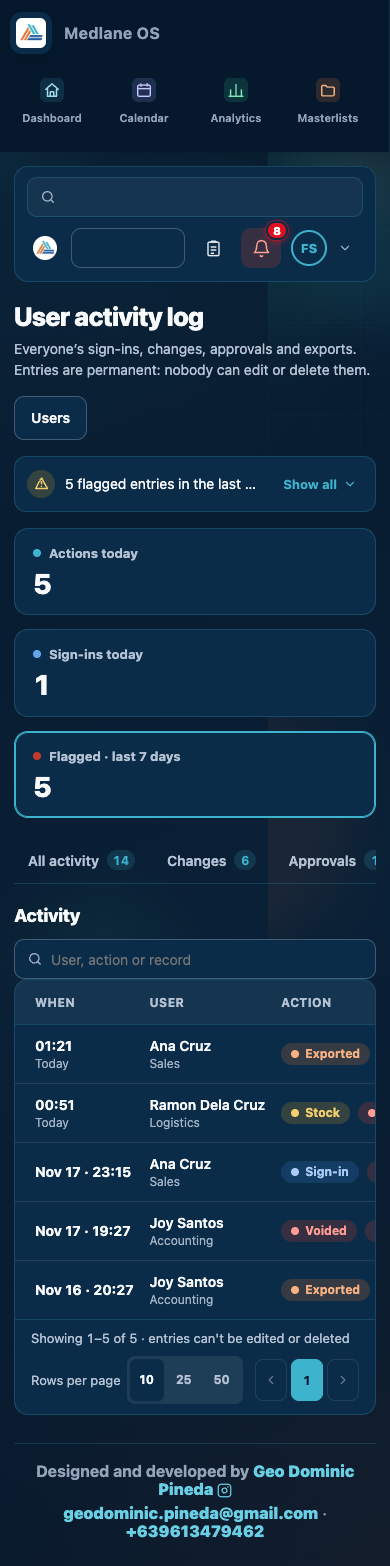 Medlane OS
Dashboard Calendar Analytics Masterlists
8
FS
User activity log
Everyone's sign-ins, changes, approvals and exports.
Entries are permanent: nobody can edit or delete them.
Users
5 flagged entries in the last ... Show all
Actions today
5
Sign-ins today
1
Flagged · last 7 days
5
All activity 14 Changes 6 Approvals
Activity
User, action or record
WHEN USER ACTION
01:21 Ana Cruz Exported
Today Sales
00:51 Ramon Dela Cruz Stock
Today Logistics
Nov 17 · 23:15 Ana Cruz Sign-in
Sales
Nov 17 · 19:27 Joy Santos Voided
Accounting
Nov 16 · 20:27 Joy Santos Exported
Accounting
Showing 1–5 of 5 · entries can't be edited or deleted
Rows per page 10 25 50 1
Designed and developed by Geo Dominic
Pineda
geodominic.pineda@gmail.com ·
+639613479462